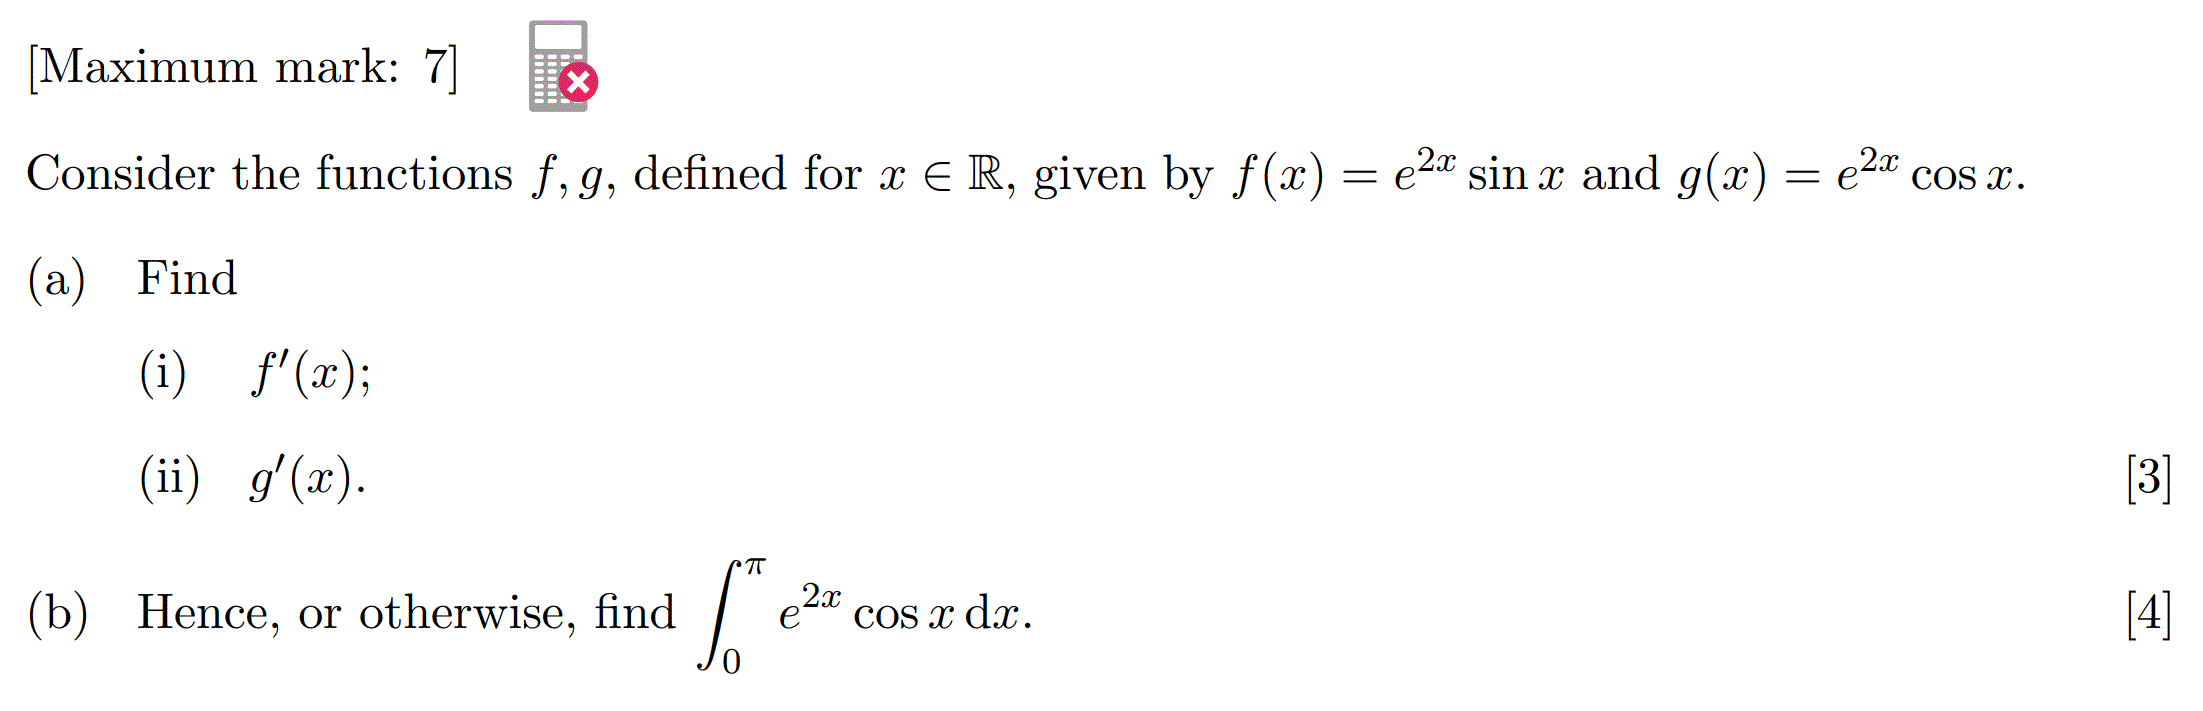 [Maximum mark: 7]
Consider the functions f, g, defined for x ∈ ℝ, given by f(x) = e^{2x} sin x and g(x) = e^{2x} cos x.
(a) Find
(i) f′(x);
(ii) g′(x). [3]
(b) Hence, or otherwise, find ∫_0^π e^{2x} cos x dx. [4]